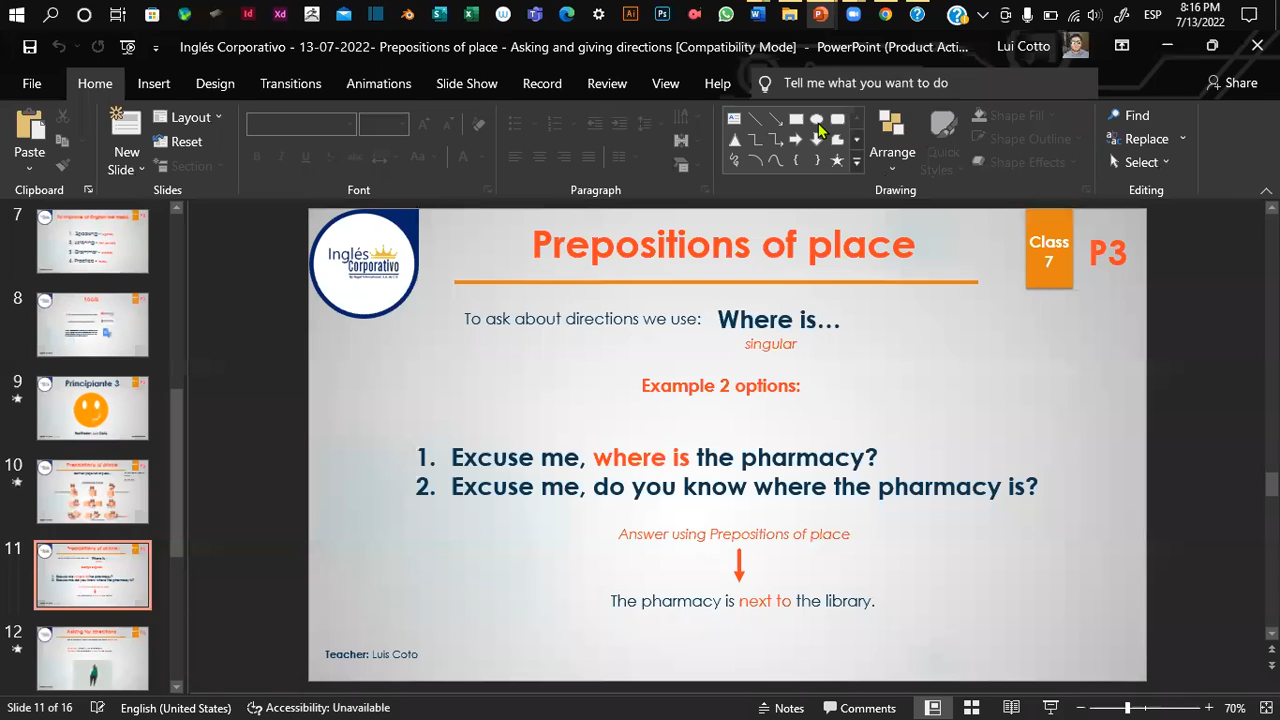 8:16 PM
ESP
7/13/2022
Inglés Corporativo - 13-07-2022- Prepositions of place - Asking and giving directions [Compatibility Mode] - PowerPoint (Product Acti...
Lui Cotto
File Home Insert Design Transitions Animations Slide Show Record Review View Help Tell me what you want to do Share
Paste
New Slide
Layout
Reset
Section
Arrange
Quick Styles
Shape Fill
Shape Outline
Shape Effects
Find
Replace
Select
Clipboard Slides Font Paragraph Drawing Editing
7
8
9
Principiante 3
10
11
12
Inglés Corporativo
Prepositions of place
Class 7
P3
To ask about directions we use: Where is...
singular
Example 2 options:
1. Excuse me, where is the pharmacy?
2. Excuse me, do you know where the pharmacy is?
Answer using Prepositions of place
The pharmacy is next to the library.
Teacher: Luis Coto
Slide 11 of 16 English (United States) Accessibility: Unavailable Notes Comments 70%